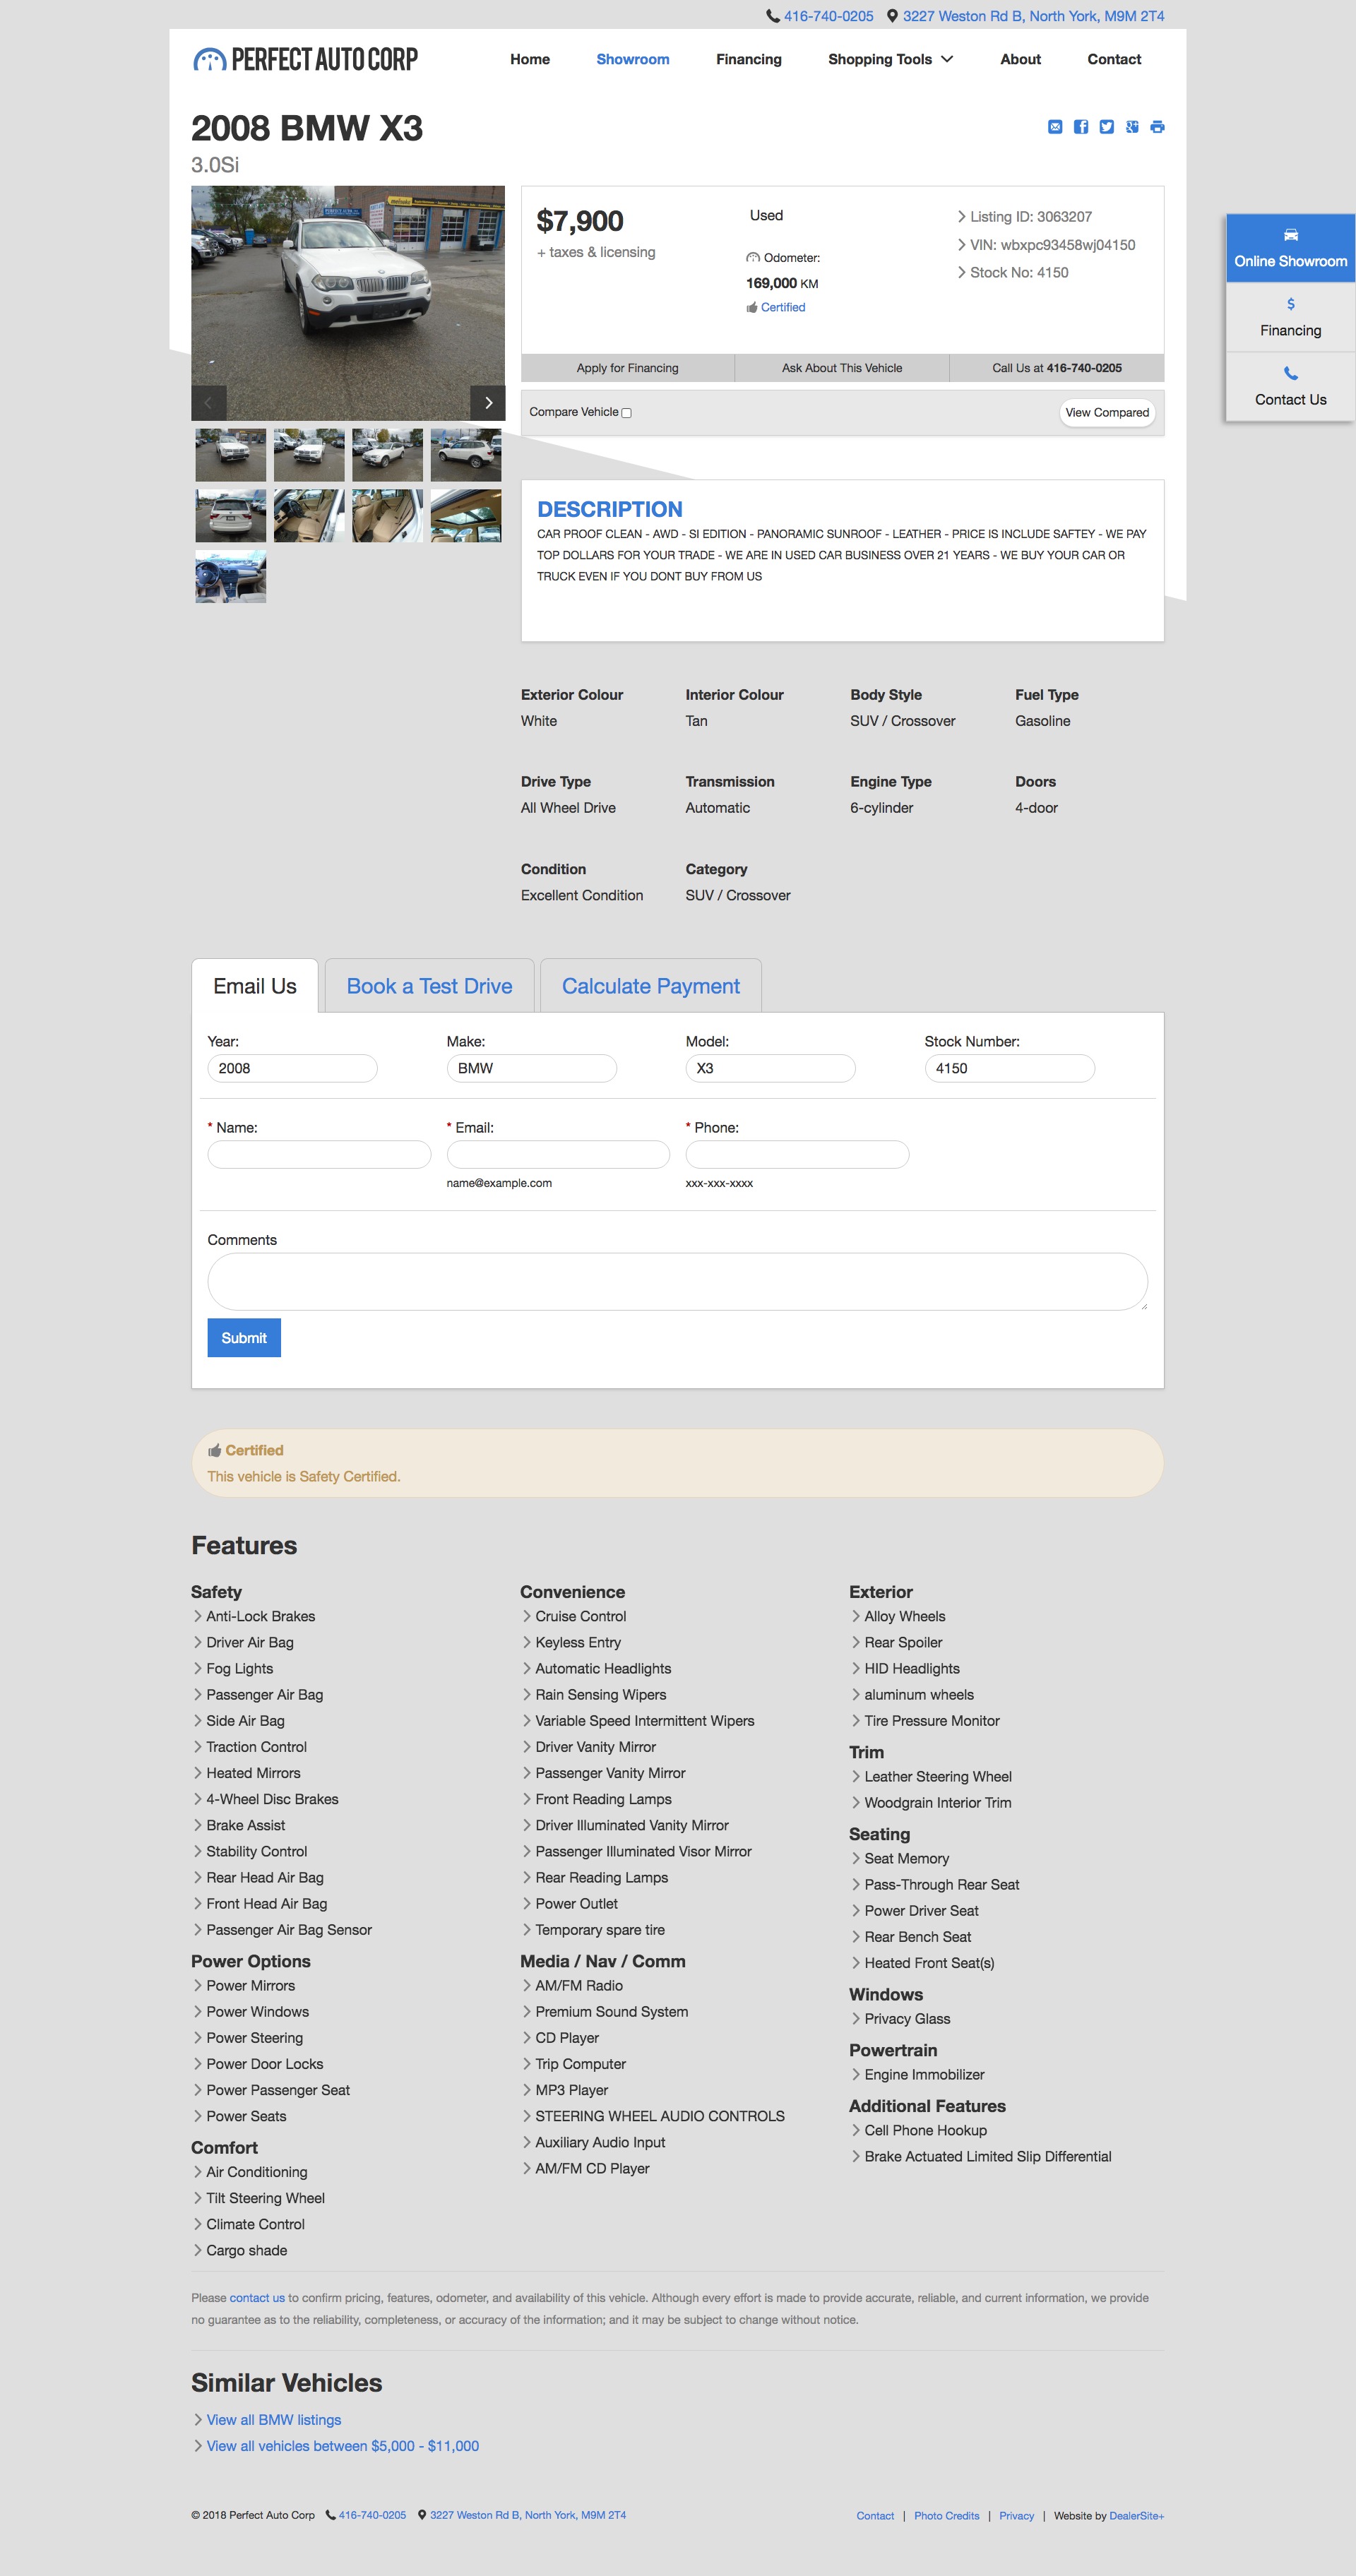 416-740-0205 3227 Weston Rd B, North York, M9M 2T4
PERFECT AUTO CORP
Home Showroom Financing Shopping Tools About Contact
2008 BMW X3
3.0Si
$7,900
+ taxes & licensing
Used
Odometer:
169,000 KM
Certified
Listing ID: 3063207
VIN: wbxpc93458wj04150
Stock No: 4150
Apply for Financing Ask About This Vehicle Call Us at 416-740-0205
Compare Vehicle View Compared
Online Showroom
$
Financing
Contact Us
DESCRIPTION
CAR PROOF CLEAN - AWD - SI EDITION - PANORAMIC SUNROOF - LEATHER - PRICE IS INCLUDE SAFTEY - WE PAY
TOP DOLLARS FOR YOUR TRADE - WE ARE IN USED CAR BUSINESS OVER 21 YEARS - WE BUY YOUR CAR OR
TRUCK EVEN IF YOU DONT BUY FROM US
Exterior Colour Interior Colour Body Style Fuel Type
White Tan SUV / Crossover Gasoline
Drive Type Transmission Engine Type Doors
All Wheel Drive Automatic 6-cylinder 4-door
Condition Category
Excellent Condition SUV / Crossover
Email Us Book a Test Drive Calculate Payment
Year: Make: Model: Stock Number:
2008 BMW X3 4150
* Name: * Email: * Phone:
name@example.com xxx-xxx-xxxx
Comments
Submit
Certified
This vehicle is Safety Certified.
Features
Safety
Anti-Lock Brakes
Driver Air Bag
Fog Lights
Passenger Air Bag
Side Air Bag
Traction Control
Heated Mirrors
4-Wheel Disc Brakes
Brake Assist
Stability Control
Rear Head Air Bag
Front Head Air Bag
Passenger Air Bag Sensor
Power Options
Power Mirrors
Power Windows
Power Steering
Power Door Locks
Power Passenger Seat
Power Seats
Comfort
Air Conditioning
Tilt Steering Wheel
Climate Control
Cargo shade
Convenience
Cruise Control
Keyless Entry
Automatic Headlights
Rain Sensing Wipers
Variable Speed Intermittent Wipers
Driver Vanity Mirror
Passenger Vanity Mirror
Front Reading Lamps
Driver Illuminated Vanity Mirror
Passenger Illuminated Visor Mirror
Rear Reading Lamps
Power Outlet
Temporary spare tire
Media / Nav / Comm
AM/FM Radio
Premium Sound System
CD Player
Trip Computer
MP3 Player
STEERING WHEEL AUDIO CONTROLS
Auxiliary Audio Input
AM/FM CD Player
Exterior
Alloy Wheels
Rear Spoiler
HID Headlights
aluminum wheels
Tire Pressure Monitor
Trim
Leather Steering Wheel
Woodgrain Interior Trim
Seating
Seat Memory
Pass-Through Rear Seat
Power Driver Seat
Rear Bench Seat
Heated Front Seat(s)
Windows
Privacy Glass
Powertrain
Engine Immobilizer
Additional Features
Cell Phone Hookup
Brake Actuated Limited Slip Differential
Please contact us to confirm pricing, features, odometer, and availability of this vehicle. Although every effort is made to provide accurate, reliable, and current information, we provide
no guarantee as to the reliability, completeness, or accuracy of the information; and it may be subject to change without notice.
Similar Vehicles
View all BMW listings
View all vehicles between $5,000 - $11,000
© 2018 Perfect Auto Corp 416-740-0205 3227 Weston Rd B, North York, M9M 2T4 Contact | Photo Credits | Privacy | Website by DealerSite+